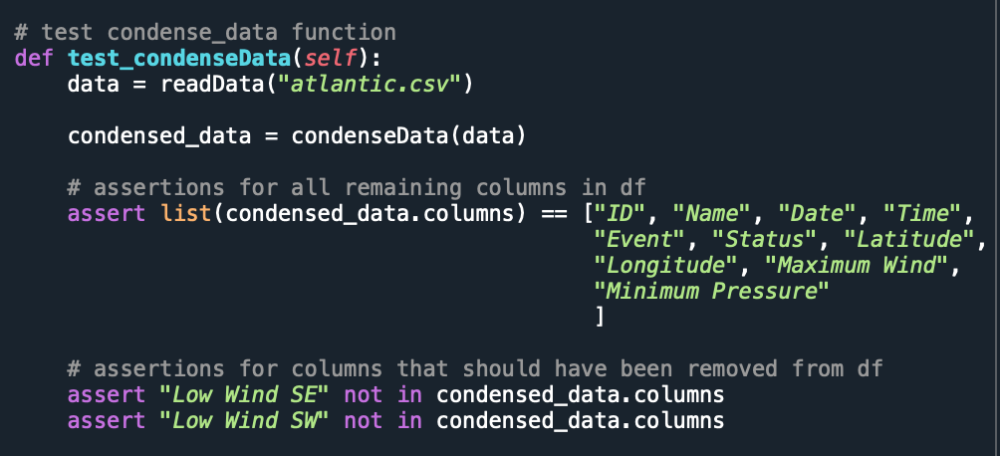 # test condense_data function
def test_condenseData(self):
    data = readData("atlantic.csv")

    condensed_data = condenseData(data)

    # assertions for all remaining columns in df
    assert list(condensed_data.columns) == ["ID", "Name", "Date", "Time",
                                            "Event", "Status", "Latitude",
                                            "Longitude", "Maximum Wind",
                                            "Minimum Pressure"
                                            ]

    # assertions for columns that should have been removed from df
    assert "Low Wind SE" not in condensed_data.columns
    assert "Low Wind SW" not in condensed_data.columns